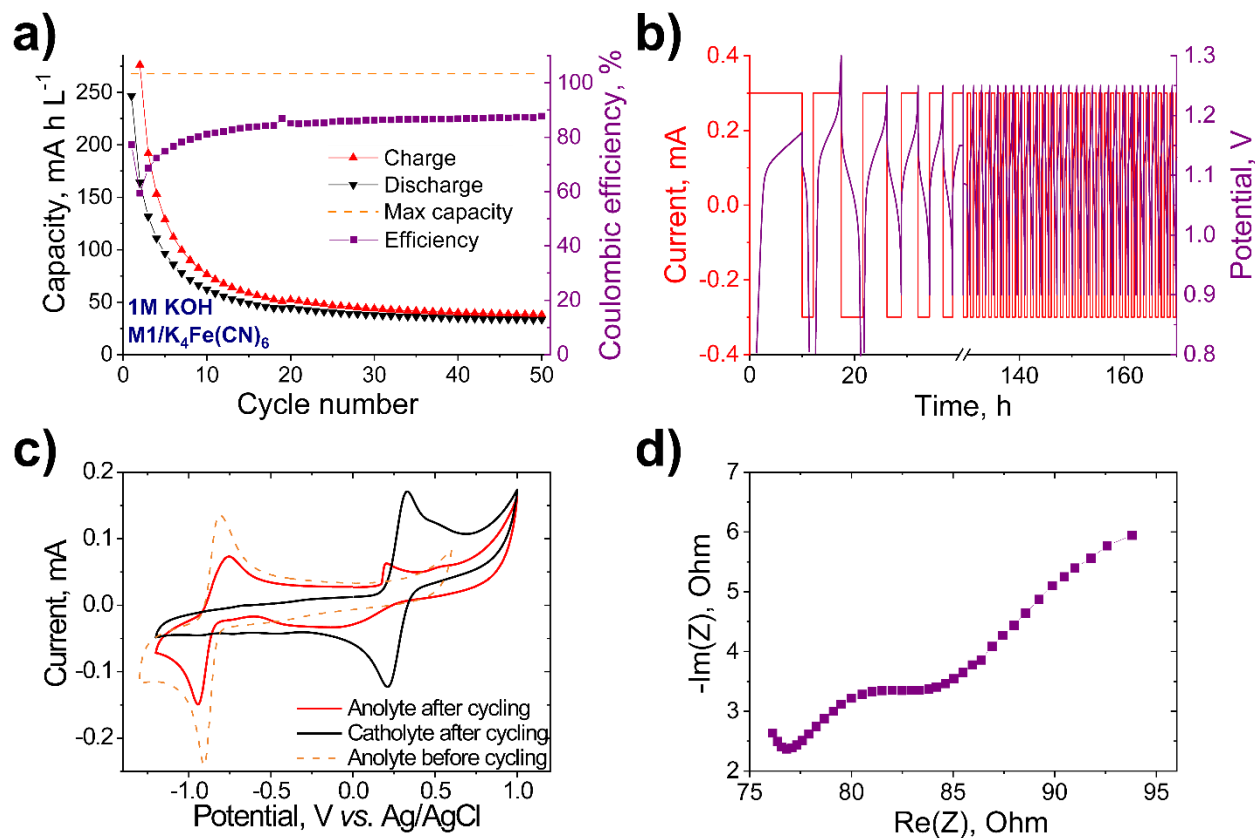 a)
Capacity, mA h L⁻¹
250
200
150
100
50
0
Charge
Discharge
Max capacity
Efficiency
1M KOH
M1/K₄Fe(CN)₆
0
10
20
30
40
50
Cycle number
100
80
60
40
20
0
Coulombic efficiency, %
b)
Current, mA
0.4
0.2
0.0
-0.2
-0.4
0
20
140
160
Time, h
1.3
1.2
1.1
1.0
0.9
0.8
Potential, V
c)
Current, mA
0.2
0.1
0.0
-0.1
-0.2
Anolyte after cycling
Catholyte after cycling
Anolyte before cycling
-1.0
-0.5
0.0
0.5
1.0
Potential, V vs. Ag/AgCl
d)
-Im(Z), Ohm
7
6
5
4
3
2
75
80
85
90
95
Re(Z), Ohm